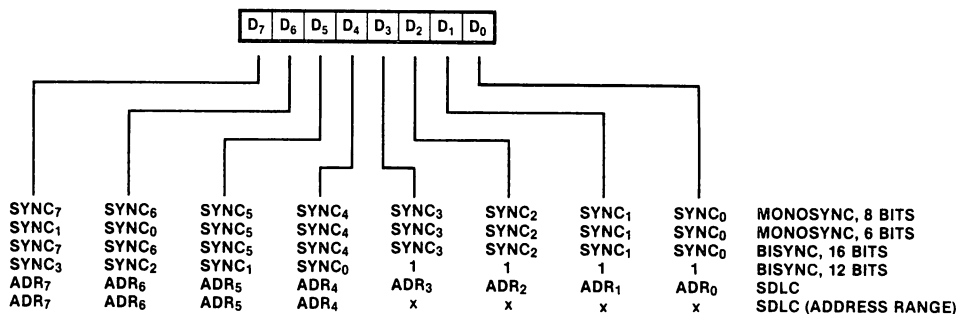 D7 D6 D5 D4 D3 D2 D1 D0
SYNC7 SYNC6 SYNC5 SYNC4 SYNC3 SYNC2 SYNC1 SYNC0 MONOSYNC, 8 BITS
SYNC1 SYNC0 SYNC5 SYNC4 SYNC3 SYNC2 SYNC1 SYNC0 MONOSYNC, 6 BITS
SYNC7 SYNC6 SYNC5 SYNC4 SYNC3 SYNC2 SYNC1 SYNC0 BISYNC, 16 BITS
SYNC3 SYNC2 SYNC1 SYNC0 1 1 1 1 BISYNC, 12 BITS
ADR7 ADR6 ADR5 ADR4 ADR3 ADR2 ADR1 ADR0 SDLC
ADR7 ADR6 ADR5 ADR4 x x x x SDLC (ADDRESS RANGE)